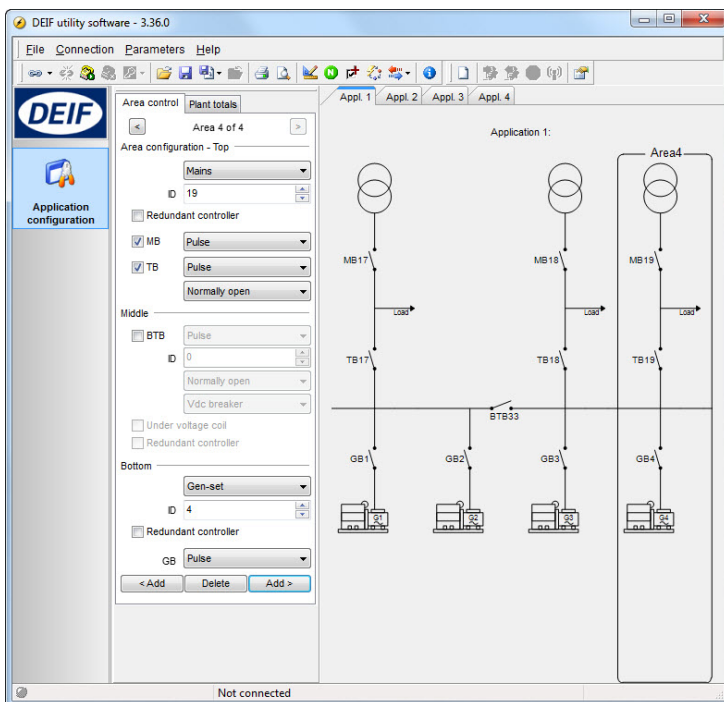 DEIF utility software - 3.36.0
File Connection Parameters Help
DEIF
Application
configuration
Area control Plant totals
< Area 4 of 4 >
Area configuration - Top
Mains
ID 19
Redundant controller
MB Pulse
TB Pulse
Normally open
Middle
BTB Pulse
ID 0
Normally open
Vdc breaker
Under voltage coil
Redundant controller
Bottom
Gen-set
ID 4
Redundant controller
GB Pulse
< Add Delete Add >
Appl. 1 Appl. 2 Appl. 3 Appl. 4
Application 1:
Area4
MB17 MB18 MB19
Load Load Load
TB17 TB18 TB19
BTB33
GB1 GB2 GB3 GB4
G1 G2 G3 G4
Not connected